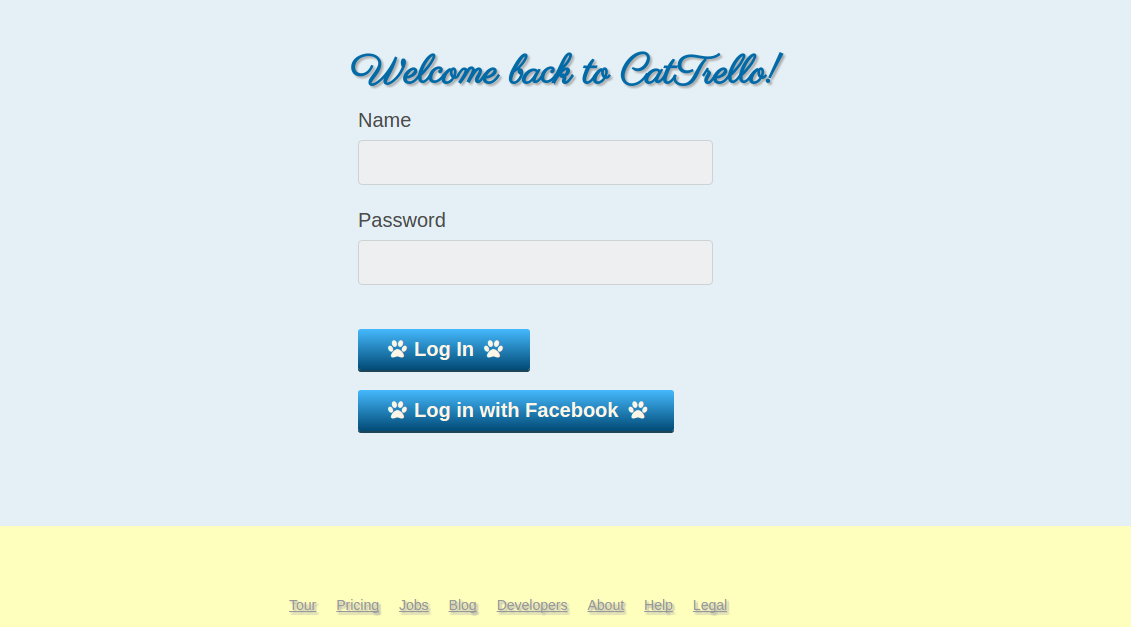 Welcome back to CatTrello!
Name
Password
Log In
Log in with Facebook
Tour Pricing Jobs Blog Developers About Help Legal